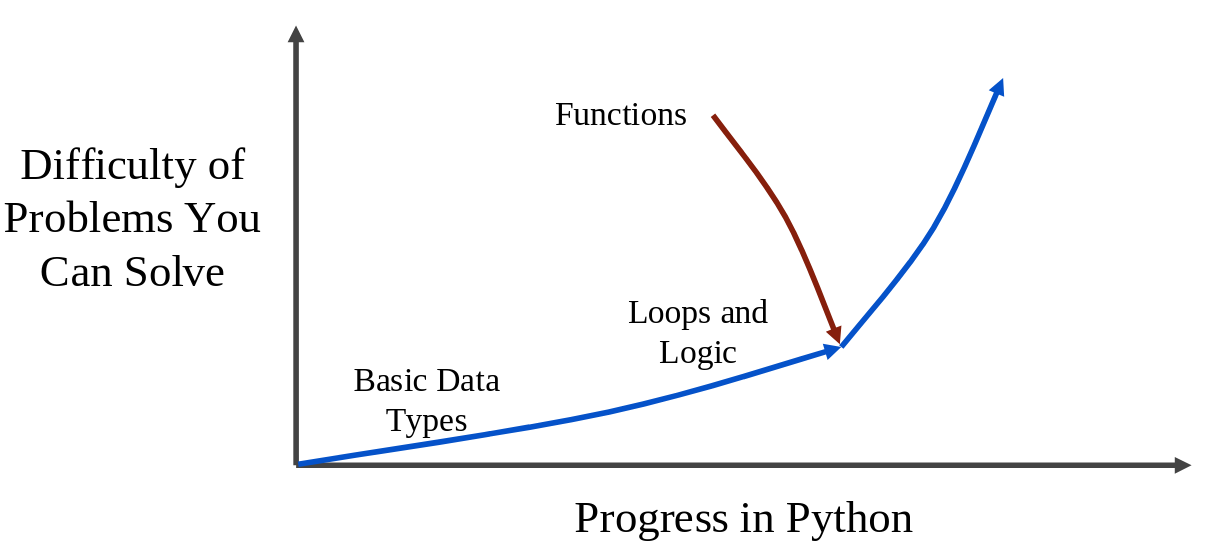 Functions
Difficulty of
Problems You
Can Solve
Loops and
Logic
Basic Data
Types
Progress in Python